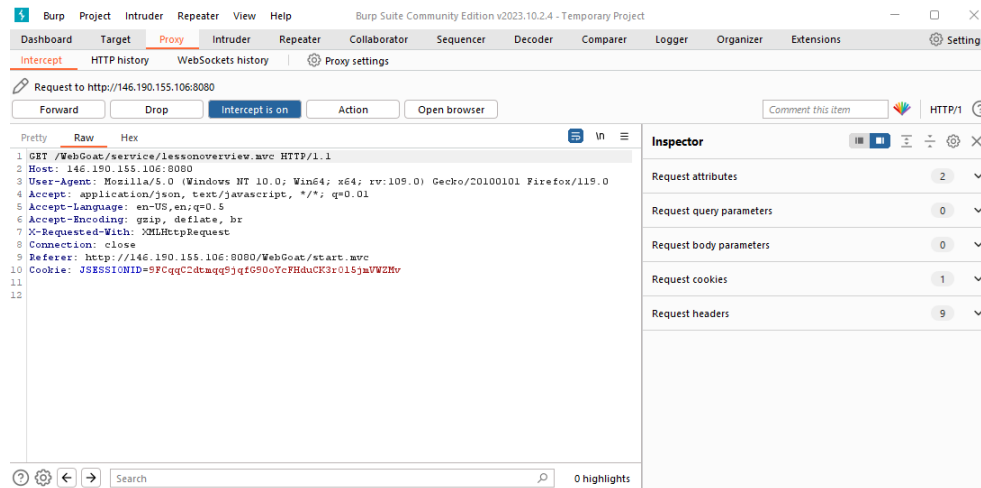 Burp Project Intruder Repeater View Help Burp Suite Community Edition v2023.10.2.4 - Temporary Project
Dashboard Target Proxy Intruder Repeater Collaborator Sequencer Decoder Comparer Logger Organizer Extensions Setting
Intercept HTTP history WebSockets history Proxy settings
Request to http://146.190.155.106:8080
Forward Drop Intercept is on Action Open browser Comment this item HTTP/1 ?
Pretty Raw Hex \n Inspector
1 GET /WebGoat/service/lessonoverview.mvc HTTP/1.1
2 Host: 146.190.155.106:8080
3 User-Agent: Mozilla/5.0 (Windows NT 10.0; Win64; x64; rv:109.0) Gecko/20100101 Firefox/119.0
4 Accept: application/json, text/javascript, */*; q=0.01
5 Accept-Language: en-US,en;q=0.5
6 Accept-Encoding: gzip, deflate, br
7 X-Requested-With: XMLHttpRequest
8 Connection: close
9 Referer: http://146.190.155.106:8080/WebGoat/start.mvc
10 Cookie: JSESSIONID=9FCqqC2dtmqq9jqfG90oYcFHduCK3r015jmVWZMv
11
12
Request attributes 2
Request query parameters 0
Request body parameters 0
Request cookies 1
Request headers 9
? Search 0 highlights